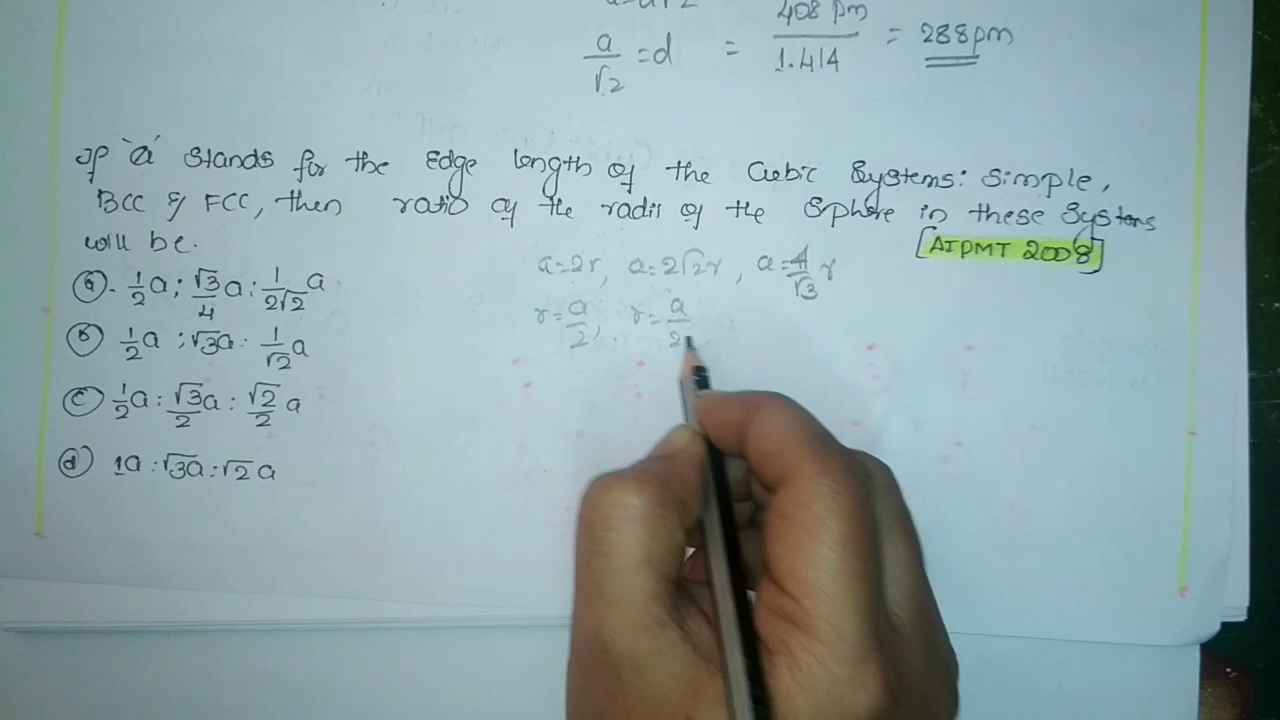 a/√2 = d = 408 pm/1.414 = 288pm
If `a' stands for the Edge length of the Cubic Systems: Simple,
BCC & FCC, then ratio of the radii of the Sphere in these Systems
will be.
[AIPMT 2008]
(a). 1/2 a ; √3/4 a : 1/2√2 a
(b) 1/2 a ; √3a : 1/√2 a
(c) 1/2 a : √3/2 a : √2/2 a
(d) 1a : √3a : √2 a
a=2r, a=2√2r, a=4/√3 r
r=a/2, r=a/2